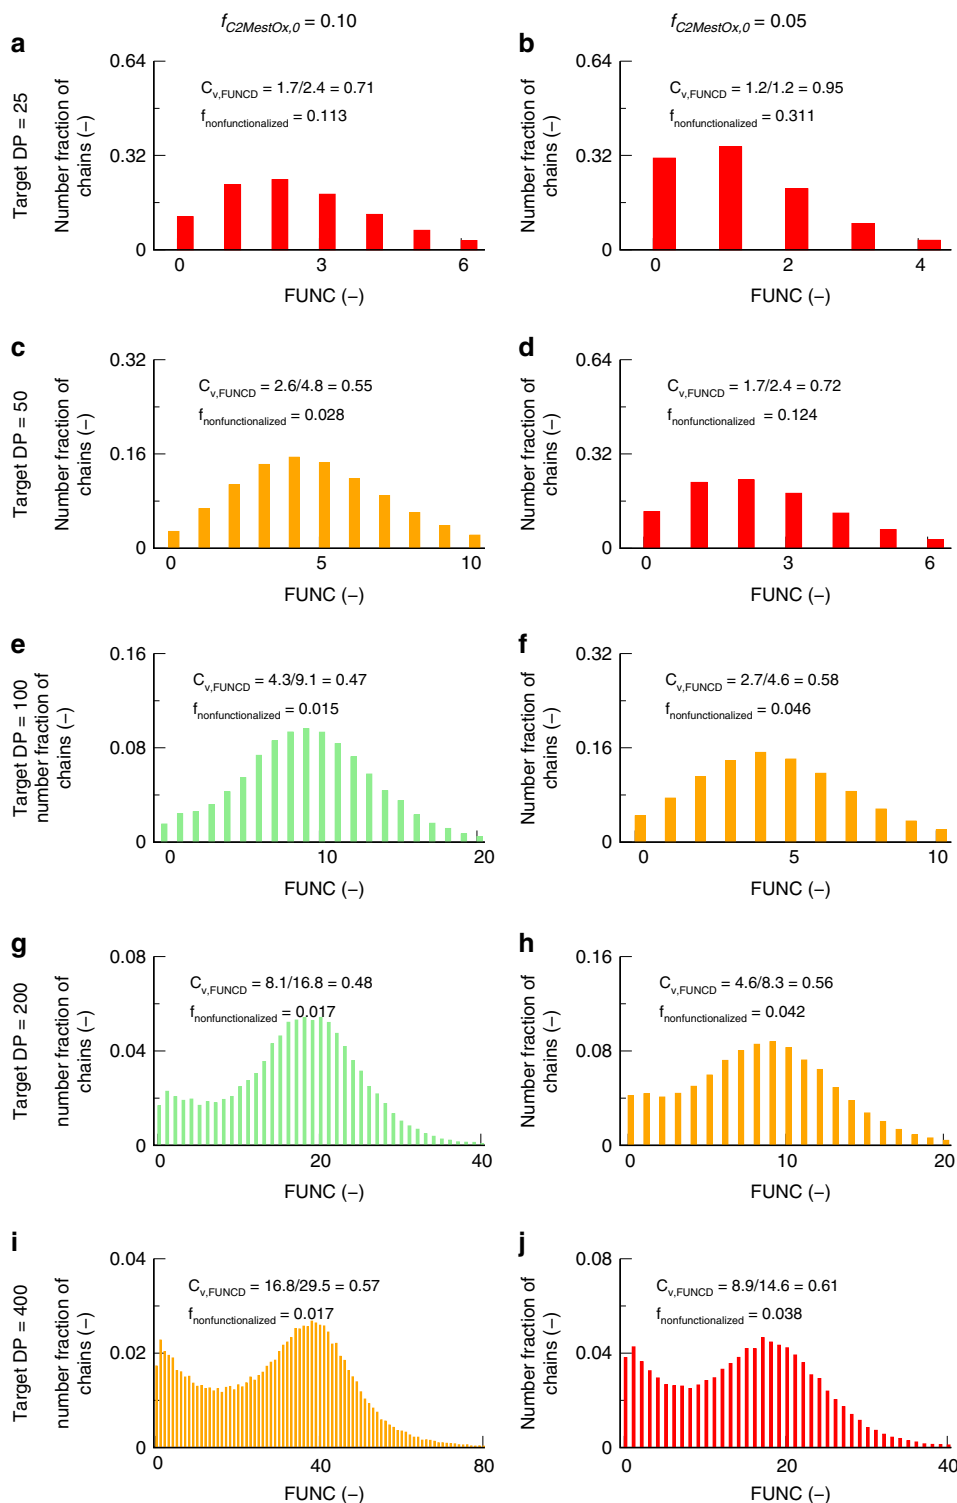 f_C2MestOx,0 = 0.10
f_C2MestOx,0 = 0.05
a
Target DP = 25
Number fraction of
chains (–)
0.64
0.32
0
C_v,FUNCD = 1.7/2.4 = 0.71
f_nonfunctionalized = 0.113
0 3 6
FUNC (–)
b
Number fraction of
chains (–)
0.64
0.32
0
C_v,FUNCD = 1.2/1.2 = 0.95
f_nonfunctionalized = 0.311
0 2 4
FUNC (–)
c
Target DP = 50
Number fraction of
chains (–)
0.32
0.16
0
C_v,FUNCD = 2.6/4.8 = 0.55
f_nonfunctionalized = 0.028
0 5 10
FUNC (–)
d
Number fraction of
chains (–)
0.64
0.32
0
C_v,FUNCD = 1.7/2.4 = 0.72
f_nonfunctionalized = 0.124
0 3 6
FUNC (–)
e
Target DP = 100
number fraction of
chains (–)
0.16
0.08
0
C_v,FUNCD = 4.3/9.1 = 0.47
f_nonfunctionalized = 0.015
0 10 20
FUNC (–)
f
Number fraction of
chains (–)
0.32
0.16
0
C_v,FUNCD = 2.7/4.6 = 0.58
f_nonfunctionalized = 0.046
0 5 10
FUNC (–)
g
Target DP = 200
number fraction of
chains (–)
0.08
0.04
0
C_v,FUNCD = 8.1/16.8 = 0.48
f_nonfunctionalized = 0.017
0 20 40
FUNC (–)
h
Number fraction of
chains (–)
0.16
0.08
0
C_v,FUNCD = 4.6/8.3 = 0.56
f_nonfunctionalized = 0.042
0 10 20
FUNC (–)
i
Target DP = 400
number fraction of
chains (–)
0.04
0.02
0
C_v,FUNCD = 16.8/29.5 = 0.57
f_nonfunctionalized = 0.017
0 40 80
FUNC (–)
j
Number fraction of
chains (–)
0.08
0.04
0
C_v,FUNCD = 8.9/14.6 = 0.61
f_nonfunctionalized = 0.038
0 20 40
FUNC (–)